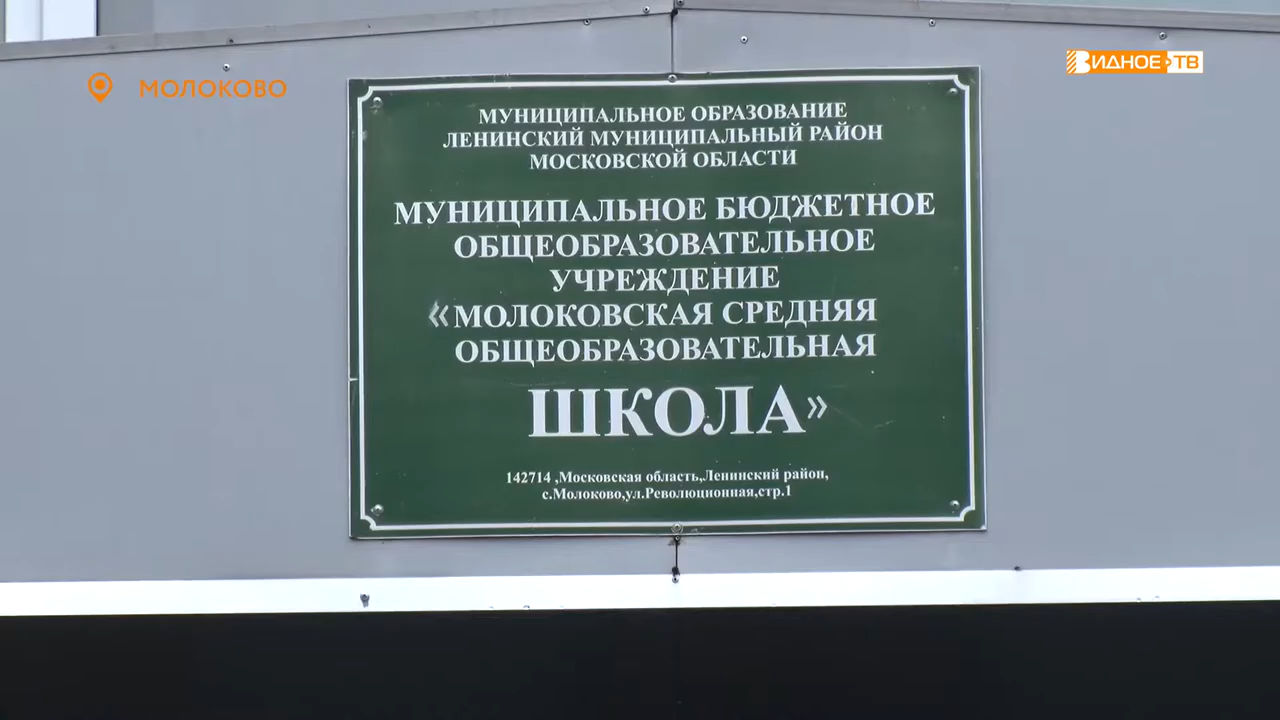 МОЛОКОВО
ВИДНОЕ ТВ
МУНИЦИПАЛЬНОЕ ОБРАЗОВАНИЕ
ЛЕНИНСКИЙ МУНИЦИПАЛЬНЫЙ РАЙОН
МОСКОВСКОЙ ОБЛАСТИ
МУНИЦИПАЛЬНОЕ БЮДЖЕТНОЕ
ОБЩЕОБРАЗОВАТЕЛЬНОЕ
УЧРЕЖДЕНИЕ
«МОЛОКОВСКАЯ СРЕДНЯЯ
ОБЩЕОБРАЗОВАТЕЛЬНАЯ
ШКОЛА»
142714 ,Московская область,Ленинский район,
с.Молоково,ул.Революционная,стр.1